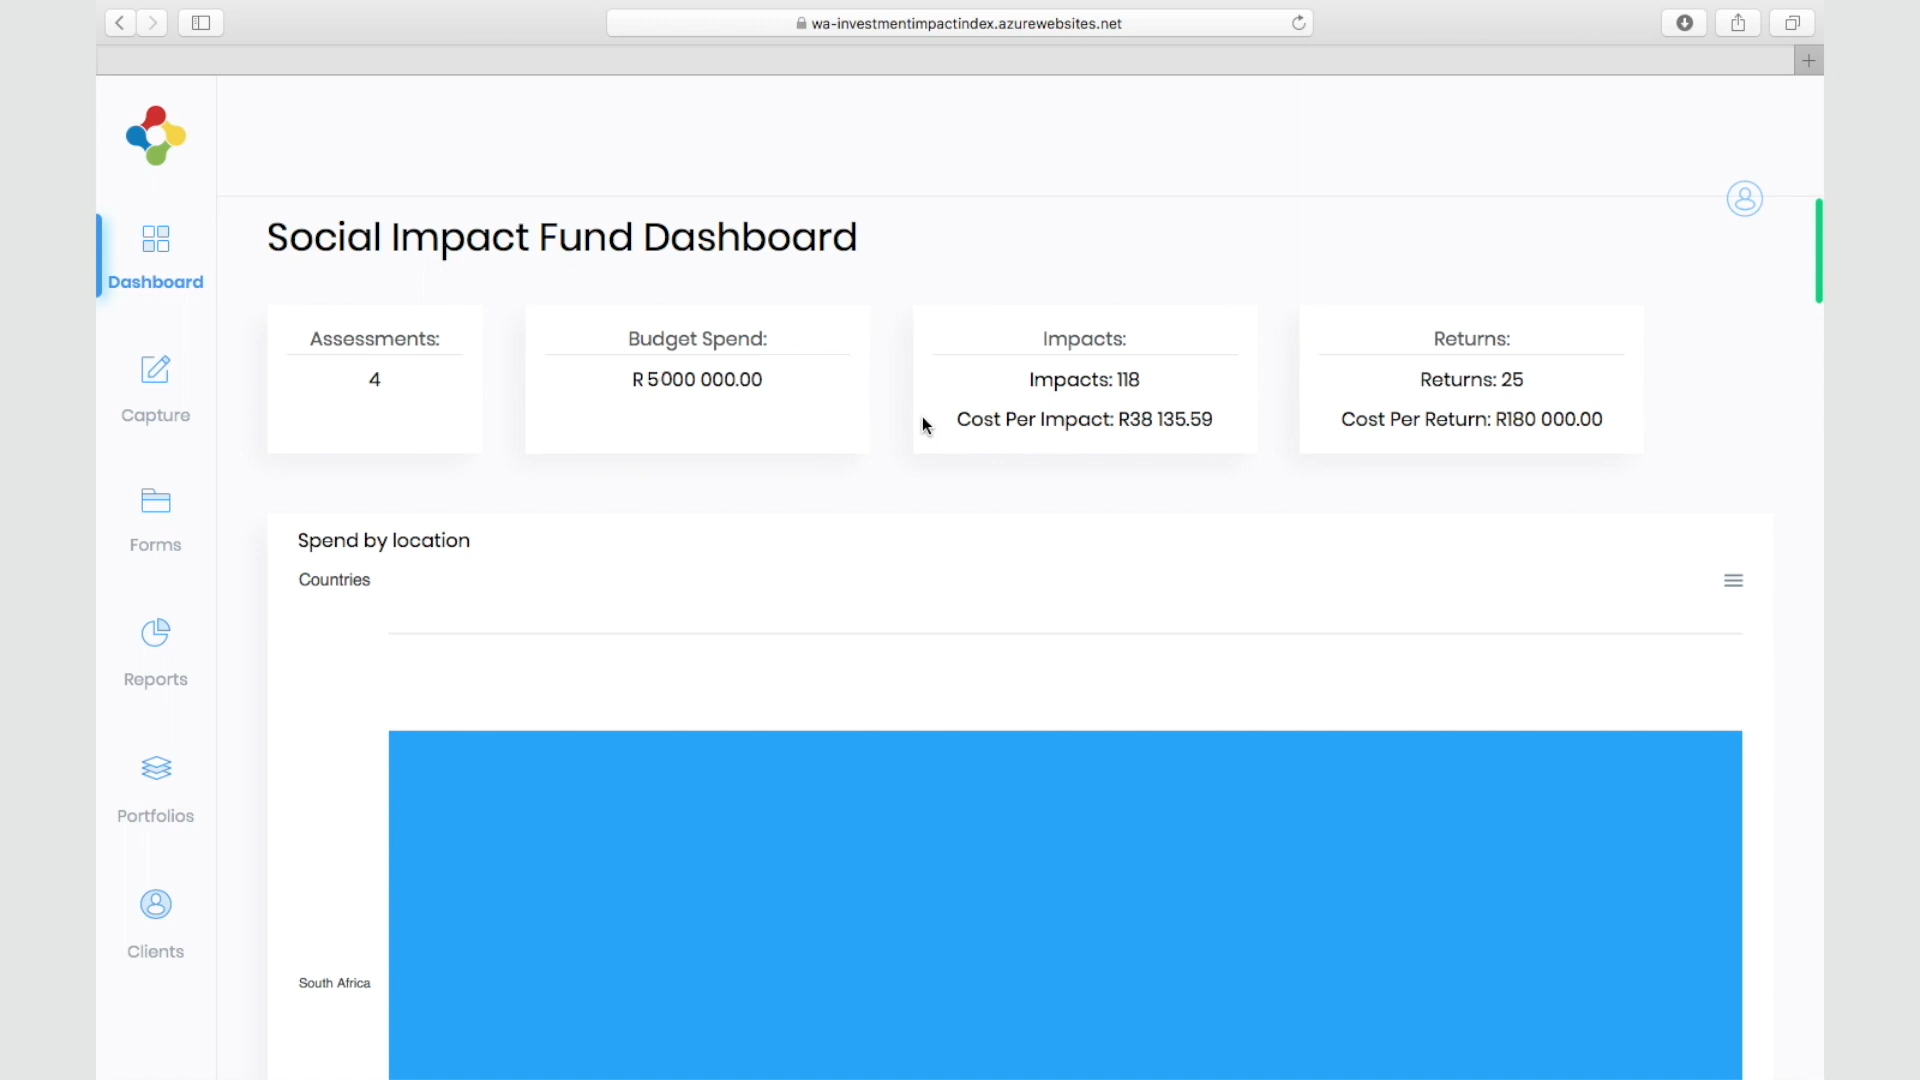 wa-investmentimpactindex.azurewebsites.net
Social Impact Fund Dashboard
Dashboard
Assessments:
4
Budget Spend:
R 5 000 000.00
Impacts:
Impacts: 118
Cost Per Impact: R38 135.59
Returns:
Returns: 25
Cost Per Return: R180 000.00
Capture
Forms
Reports
Portfolios
Clients
Spend by location
Countries
South Africa